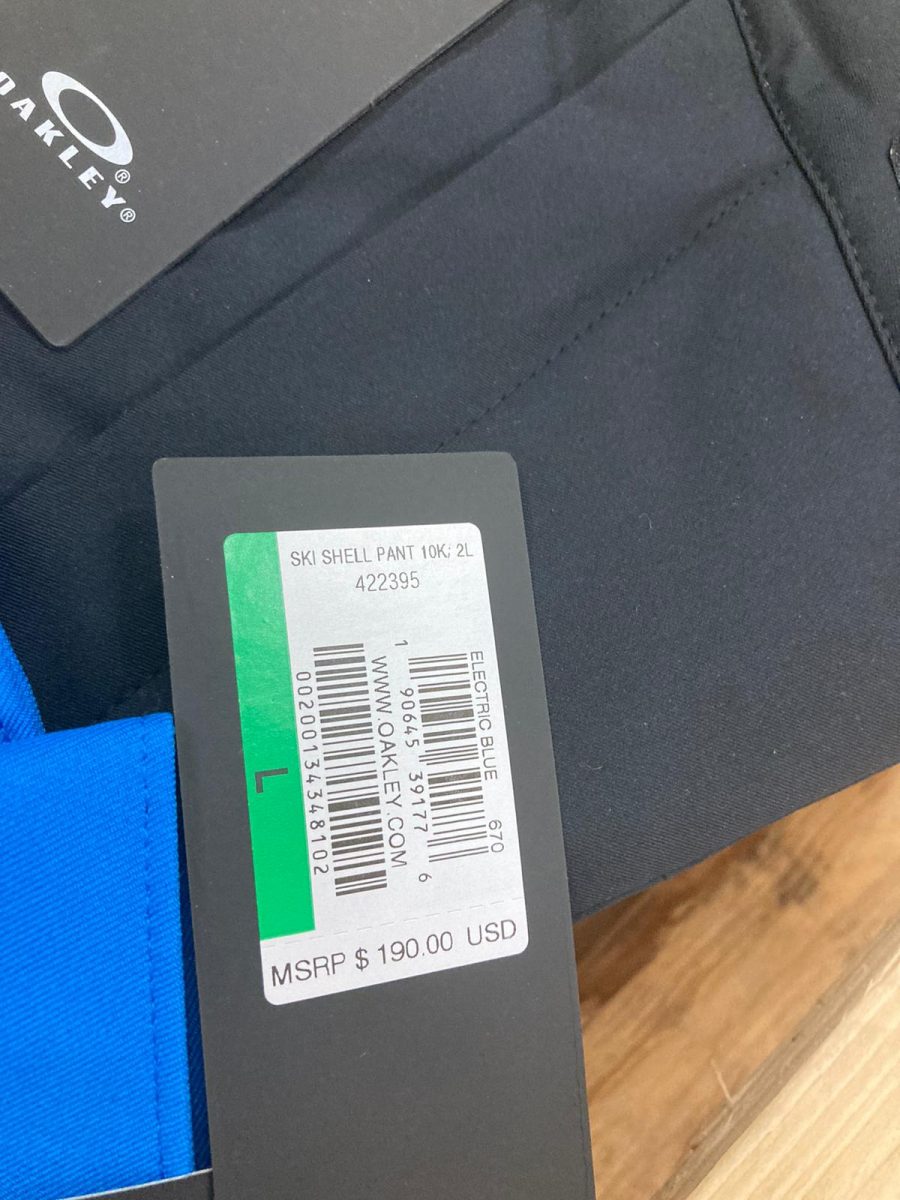 OAKLEY®
®
SKI SHELL PANT 10K/ 2L
422395
ELECTRIC BLUE 670
1 90645 39177 6
WWW.OAKLEY.COM
00200134348102
L
MSRP $ 190.00 USD